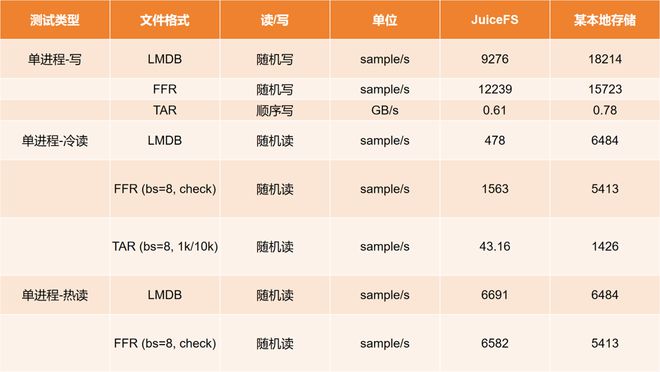 测试类型 文件格式 读/写 单位 JuiceFS 某本地存储
单进程-写 LMDB 随机写 sample/s 9276 18214
FFR 随机写 sample/s 12239 15723
TAR 顺序写 GB/s 0.61 0.78
单进程-冷读 LMDB 随机读 sample/s 478 6484
FFR (bs=8, check) 随机读 sample/s 1563 5413
TAR (bs=8, 1k/10k) 随机读 sample/s 43.16 1426
单进程-热读 LMDB 随机读 sample/s 6691 6484
FFR (bs=8, check) 随机读 sample/s 6582 5413